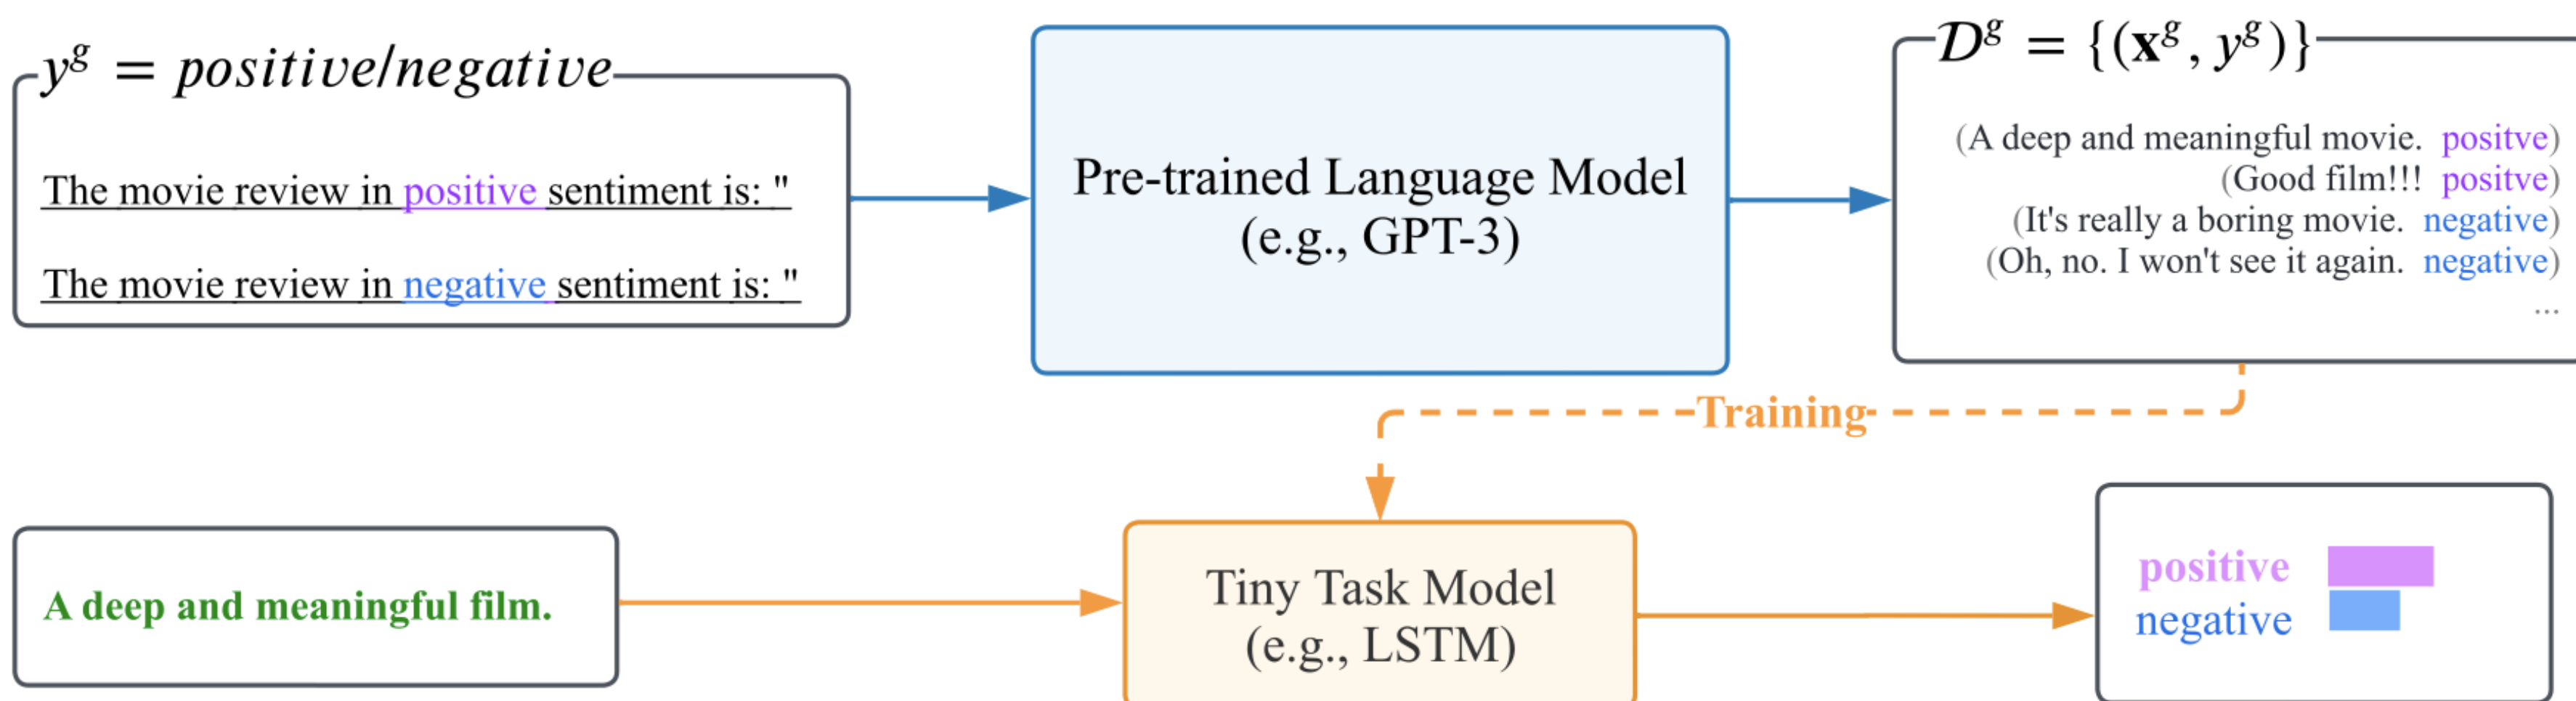 y^g = positive/negative
The movie review in positive sentiment is: "
The movie review in negative sentiment is: "
Pre-trained Language Model
(e.g., GPT-3)
𝒟^g = {(x^g, y^g)}
(A deep and meaningful movie. positve)
(Good film!!! positve)
(It's really a boring movie. negative)
(Oh, no. I won't see it again. negative)
...
Training
A deep and meaningful film.
Tiny Task Model
(e.g., LSTM)
positive
negative